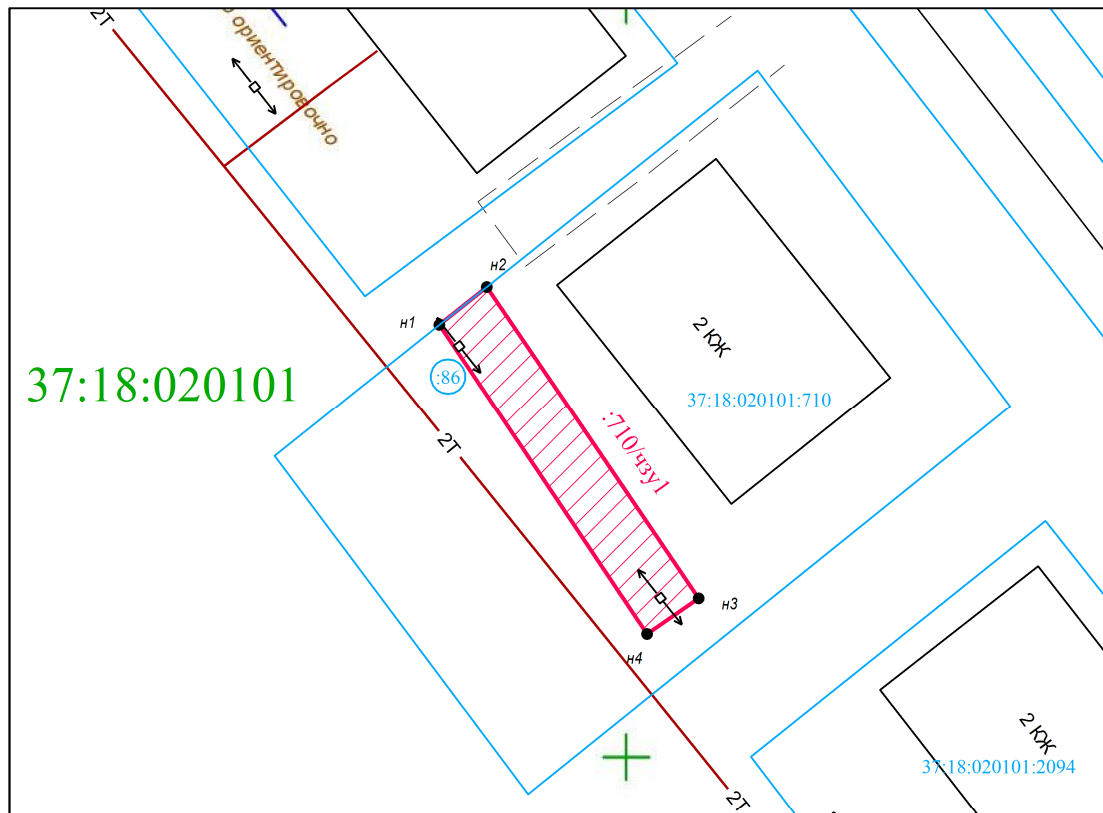 2Т
ориентировочно
н2
н1
:86
37:18:020101
2 КЖ
37:18:020101:710
:710/чзу1
2Т
н3
н4
2 КЖ
37:18:020101:2094
2Т